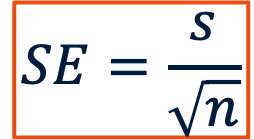 SE = s / √n